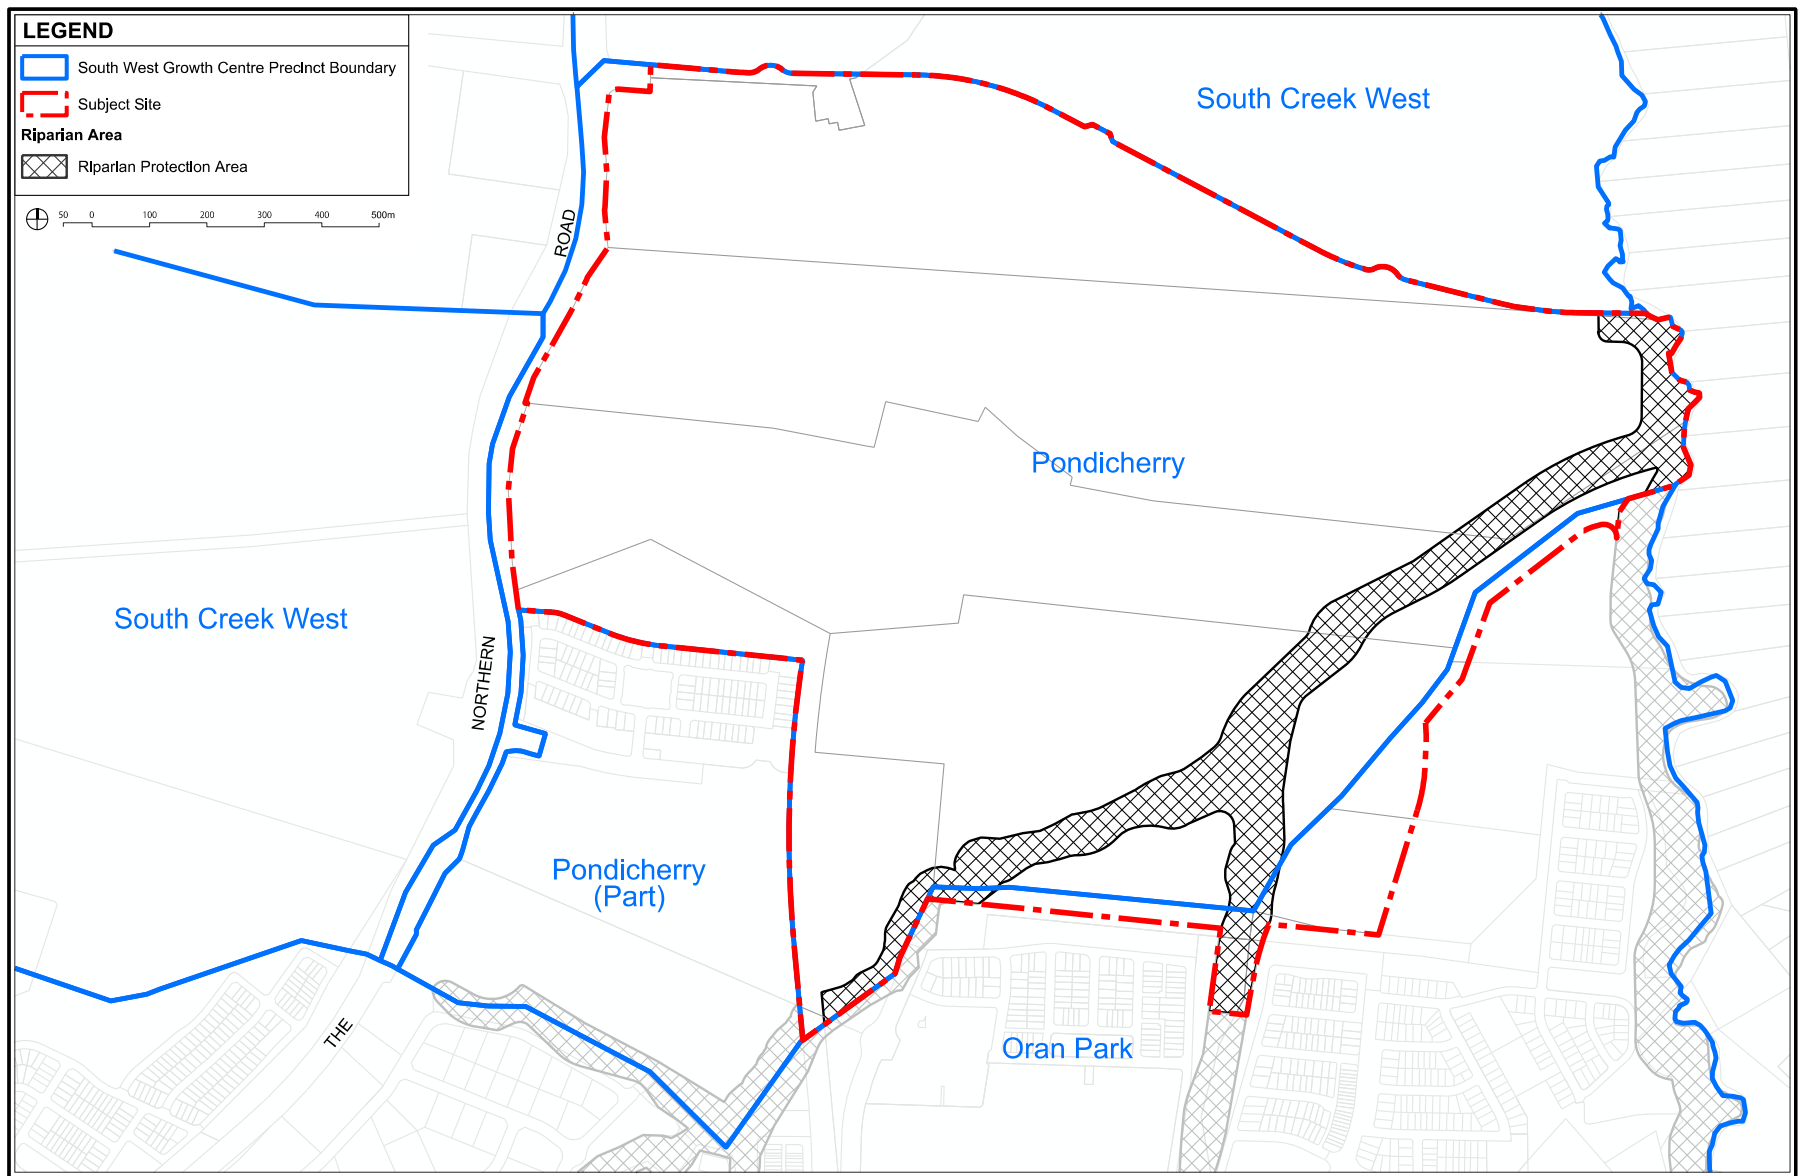 LEGEND
South West Growth Centre Precinct Boundary
Subject Site
Riparian Area
Riparian Protection Area
50 0 100 200 300 400 500m
South Creek West
ROAD
Pondicherry
South Creek West
NORTHERN
Pondicherry
(Part)
THE
Oran Park